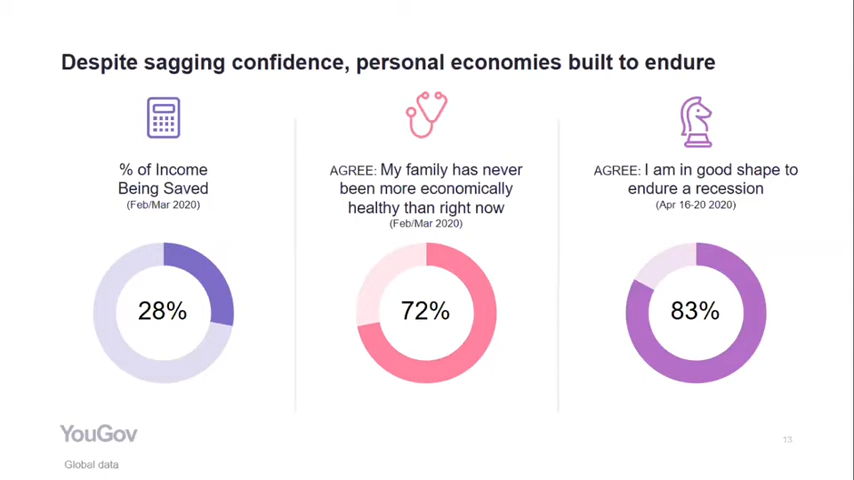 Despite sagging confidence, personal economies built to endure
% of Income
Being Saved
(Feb/Mar 2020)
28%
AGREE: My family has never
been more economically
healthy than right now
(Feb/Mar 2020)
72%
AGREE: I am in good shape to
endure a recession
(Apr 16-20 2020)
83%
YouGov
Global data
13